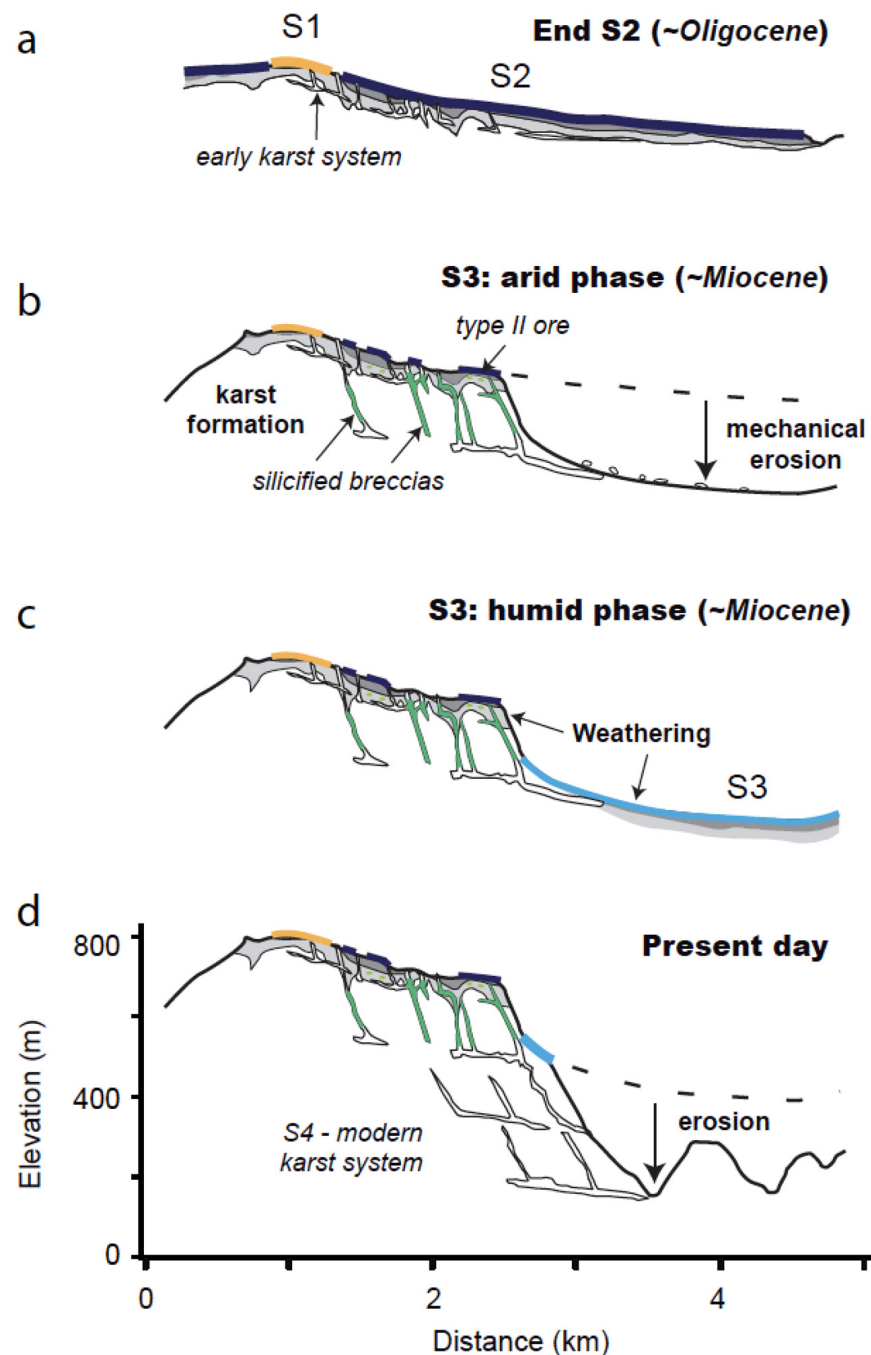 a
End S2 (~Oligocene)
S1
S2
early karst system
b
S3: arid phase (~Miocene)
type II ore
karst
formation
mechanical
erosion
silicified breccias
c
S3: humid phase (~Miocene)
Weathering
S3
d
Present day
800
400
0
Elevation (m)
erosion
S4 - modern
karst system
0
2
4
Distance (km)